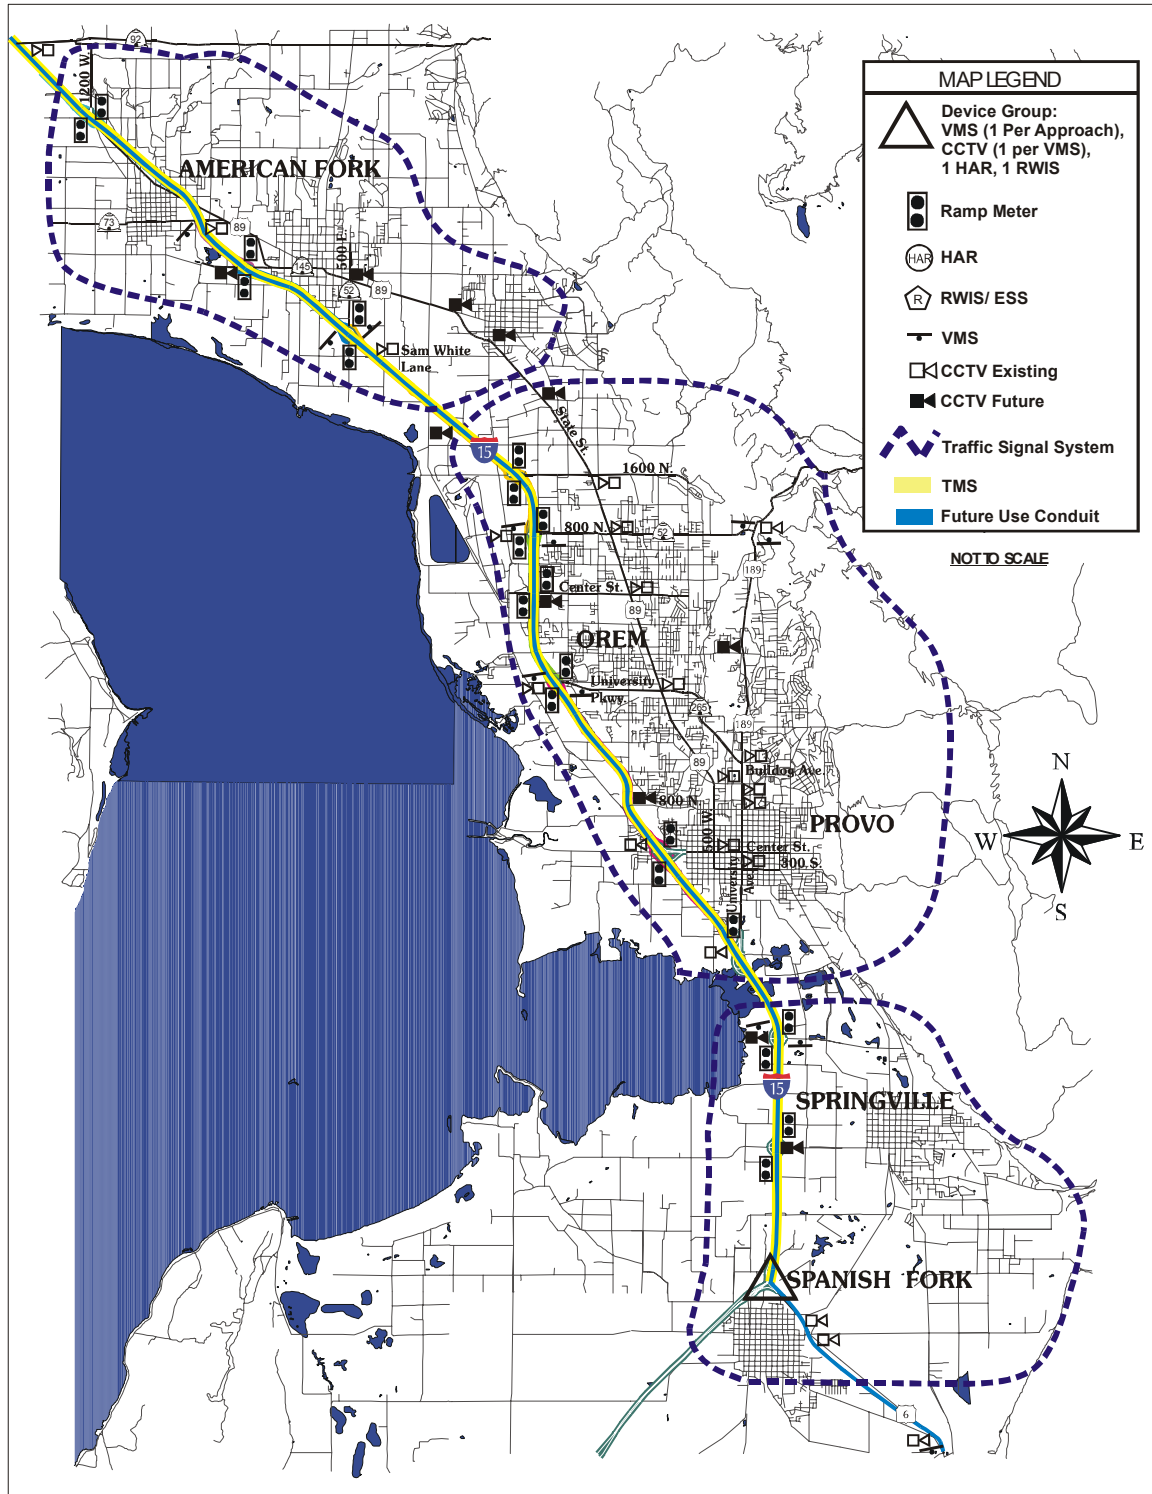 92
1200 W.
AMERICAN FORK
73
89
500 E.
145
52
89
Sam White
Lane
State St.
15
1600 N.
800 N.
52
189
Center St.
89
OREM
University
Pkwy.
265
189
89
Bulldog Ave.
800 N.
500 W.
PROVO
Center St.
300 S.
University
Ave.
15
SPRINGVILLE
SPANISH FORK
6
MAP LEGEND
Device Group:
VMS (1 Per Approach),
CCTV (1 per VMS),
1 HAR, 1 RWIS
Ramp Meter
HAR HAR
R RWIS/ ESS
VMS
CCTV Existing
CCTV Future
Traffic Signal System
TMS
Future Use Conduit
NOT TO SCALE
N
W E
S